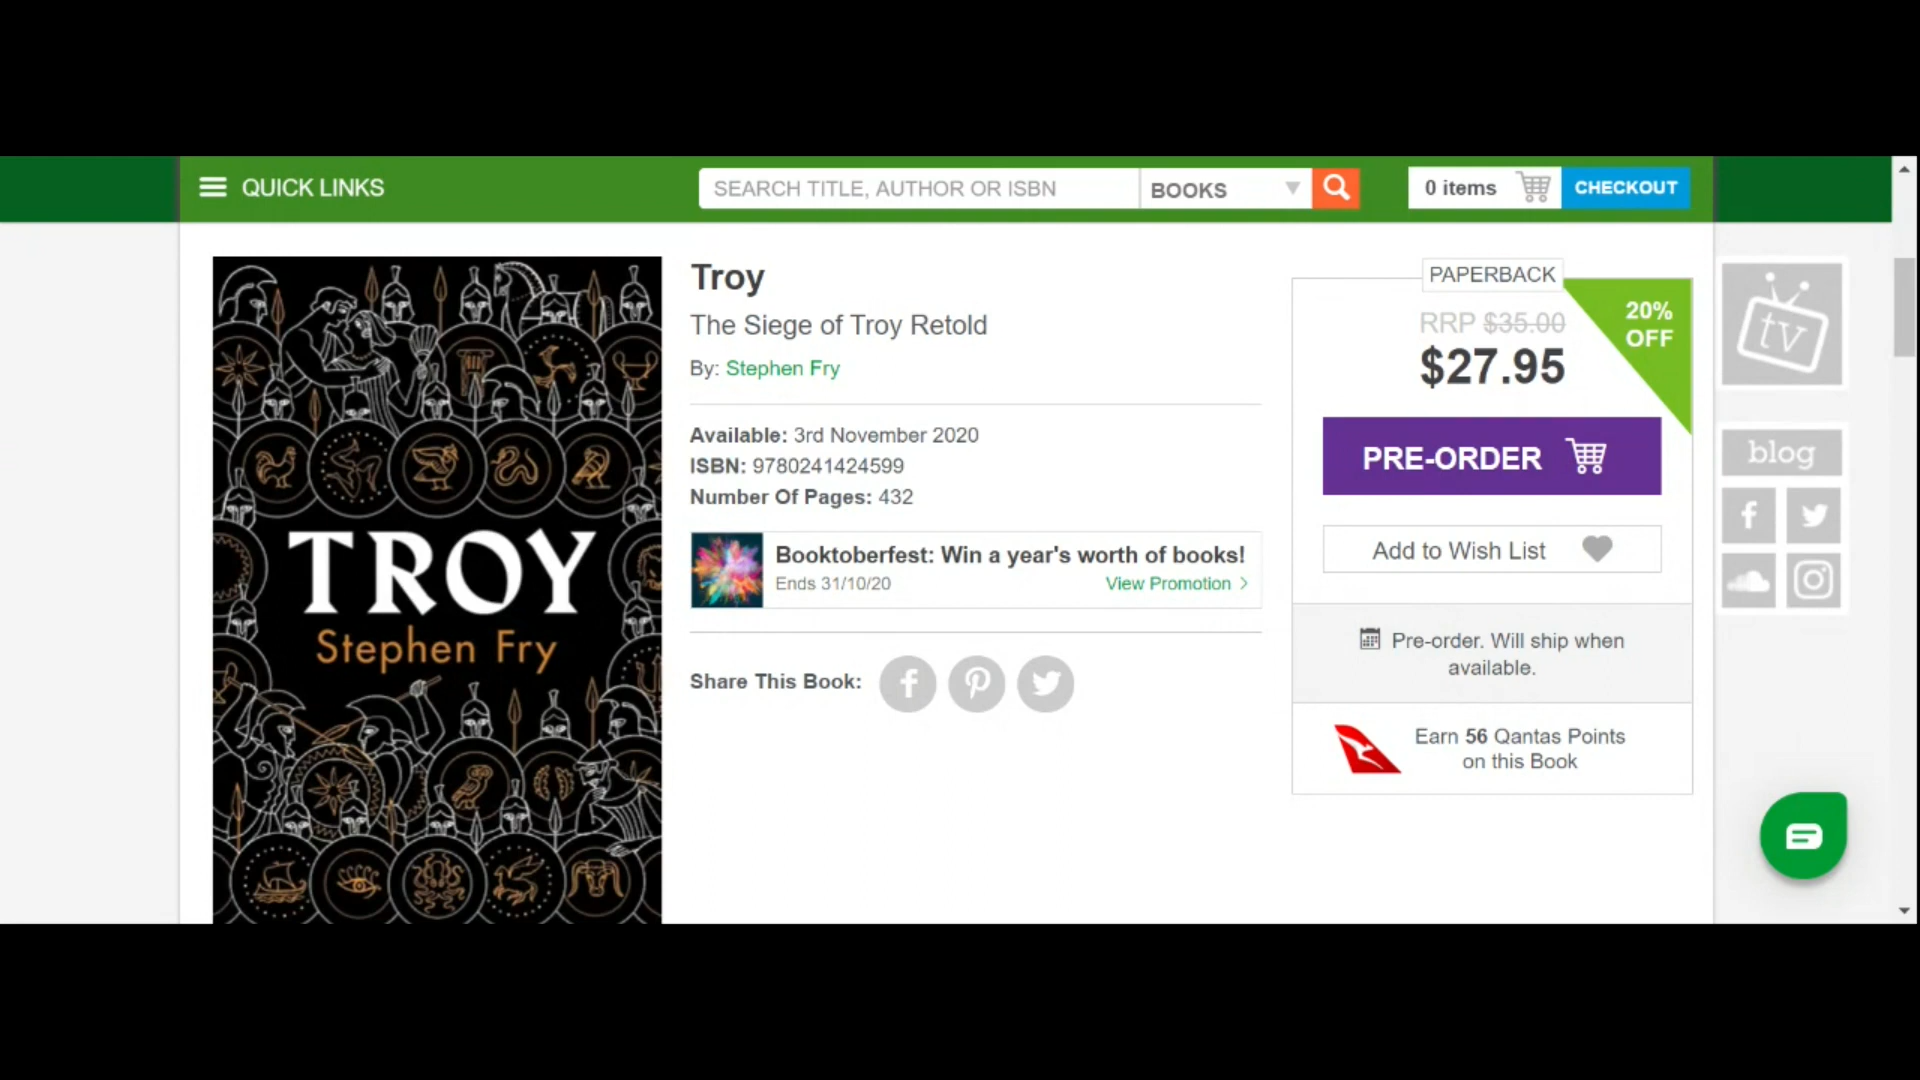 QUICK LINKS
SEARCH TITLE, AUTHOR OR ISBN
BOOKS
0 items
CHECKOUT
TROY
Stephen Fry
Troy
The Siege of Troy Retold
By: Stephen Fry
Available: 3rd November 2020
ISBN: 9780241424599
Number Of Pages: 432
Booktoberfest: Win a year's worth of books!
Ends 31/10/20
View Promotion
Share This Book:
PAPERBACK
20%
OFF
RRP $35.00
$27.95
PRE-ORDER
Add to Wish List
Pre-order. Will ship when
available.
Earn 56 Qantas Points
on this Book
tv
blog